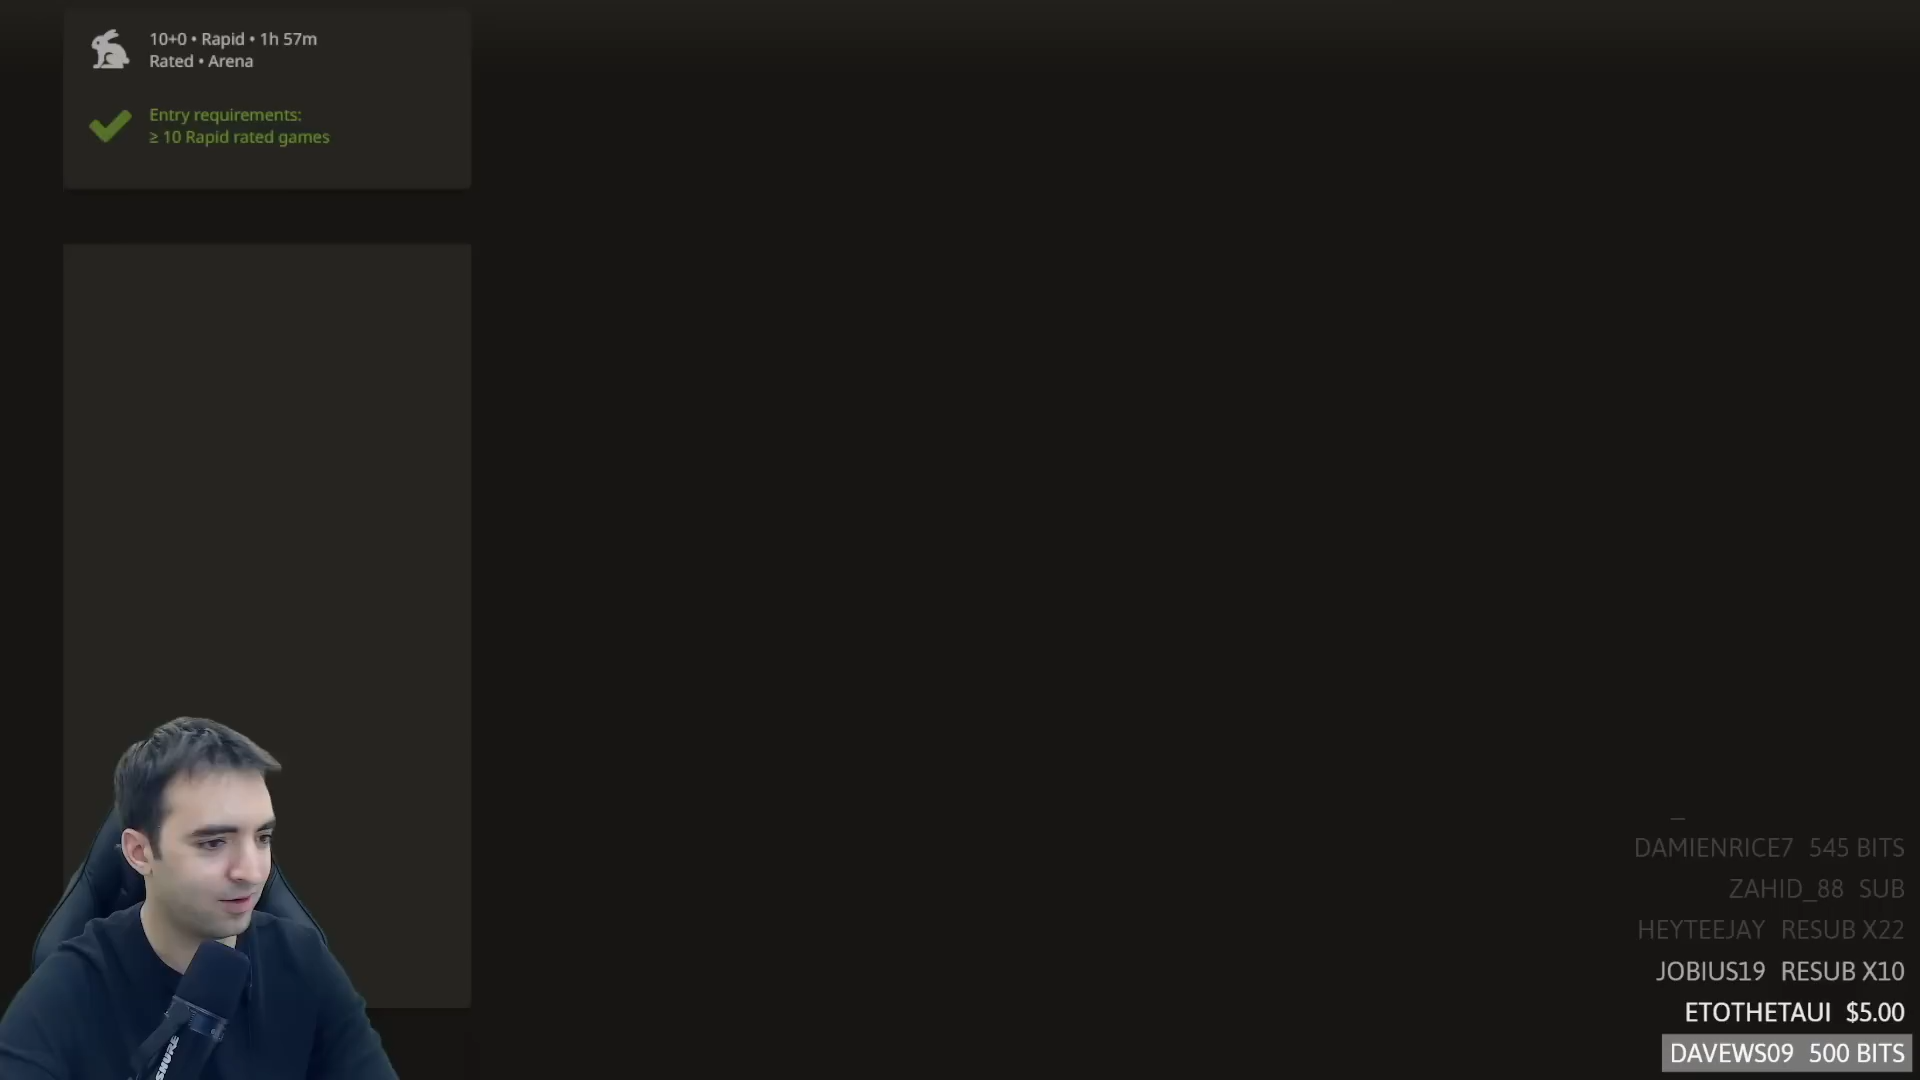 10+0 • Rapid • 1h 57m
Rated • Arena
Entry requirements:
≥ 10 Rapid rated games
DAMIENRICE7 545 BITS
ZAHID_88 SUB
HEYTEEJAY RESUB X22
JOBIUS19 RESUB X10
ETOTHETAUI $5.00
DAVEWS09 500 BITS
SHURE